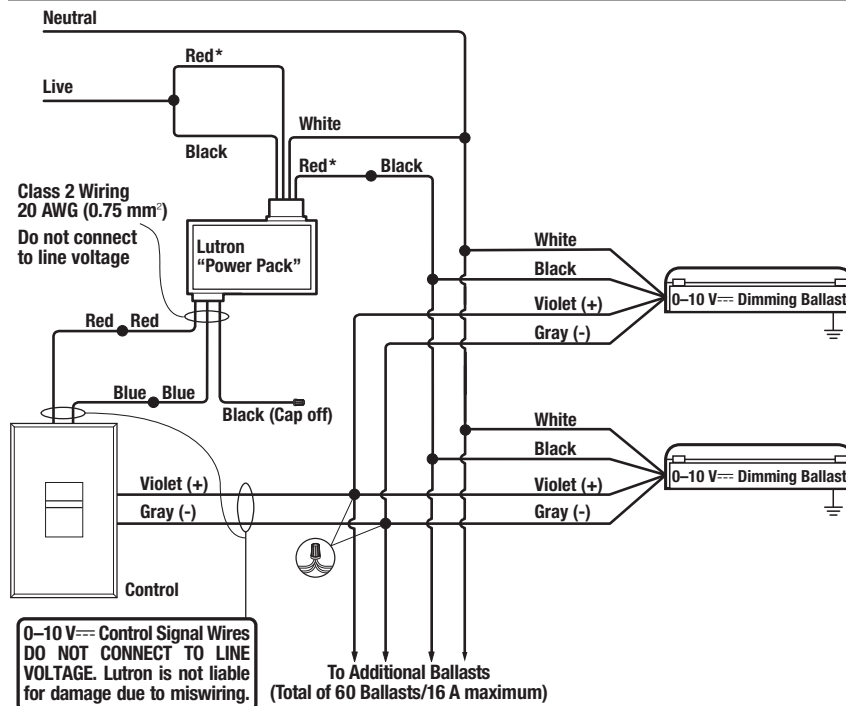 Neutral
Red*
Live
White
Black
Red* Black
Class 2 Wiring
20 AWG (0.75 mm²)
Do not connect
to line voltage
Lutron
“Power Pack”
White
Black
Violet (+)
Gray (-)
0–10 V⎓ Dimming Ballast
Red Red
Blue Blue
Black (Cap off)
White
Black
Violet (+)
Gray (-)
0–10 V⎓ Dimming Ballast
Violet (+)
Gray (-)
Control
0–10 V⎓ Control Signal Wires
DO NOT CONNECT TO LINE
VOLTAGE. Lutron is not liable
for damage due to miswiring.
To Additional Ballasts
(Total of 60 Ballasts/16 A maximum)